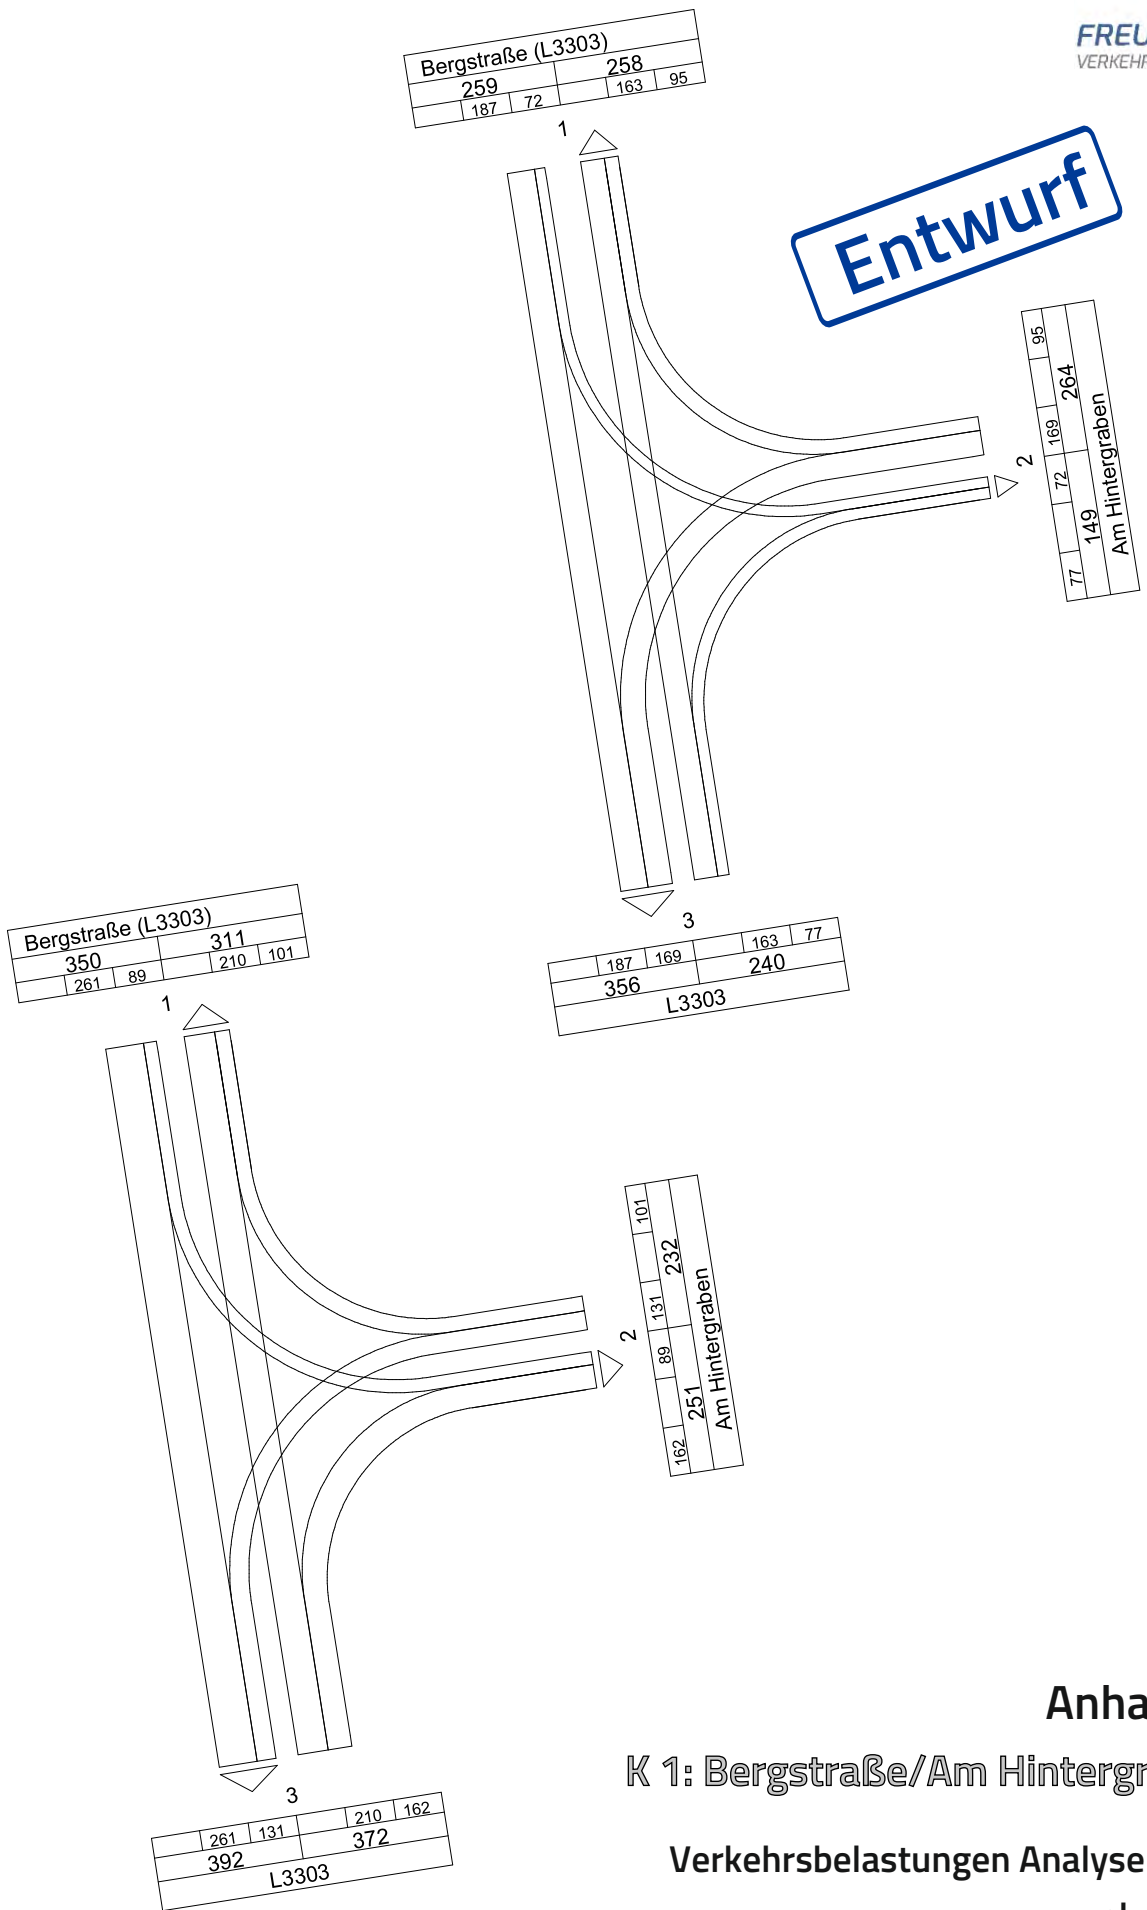 FREU
VERKEHR
Entwurf
Bergstraße (L3303)
259 258
187 72 163 95
1
95 169 72 77
264 149
Am Hintergraben
2
3
187 169 163 77
356 240
L3303
Bergstraße (L3303)
350 311
261 89 210 101
1
101 131 89 162
232 251
Am Hintergraben
2
3
261 131 210 162
392 372
L3303
Anha
K 1: Bergstraße/Am Hintergr
Verkehrsbelastungen Analyse